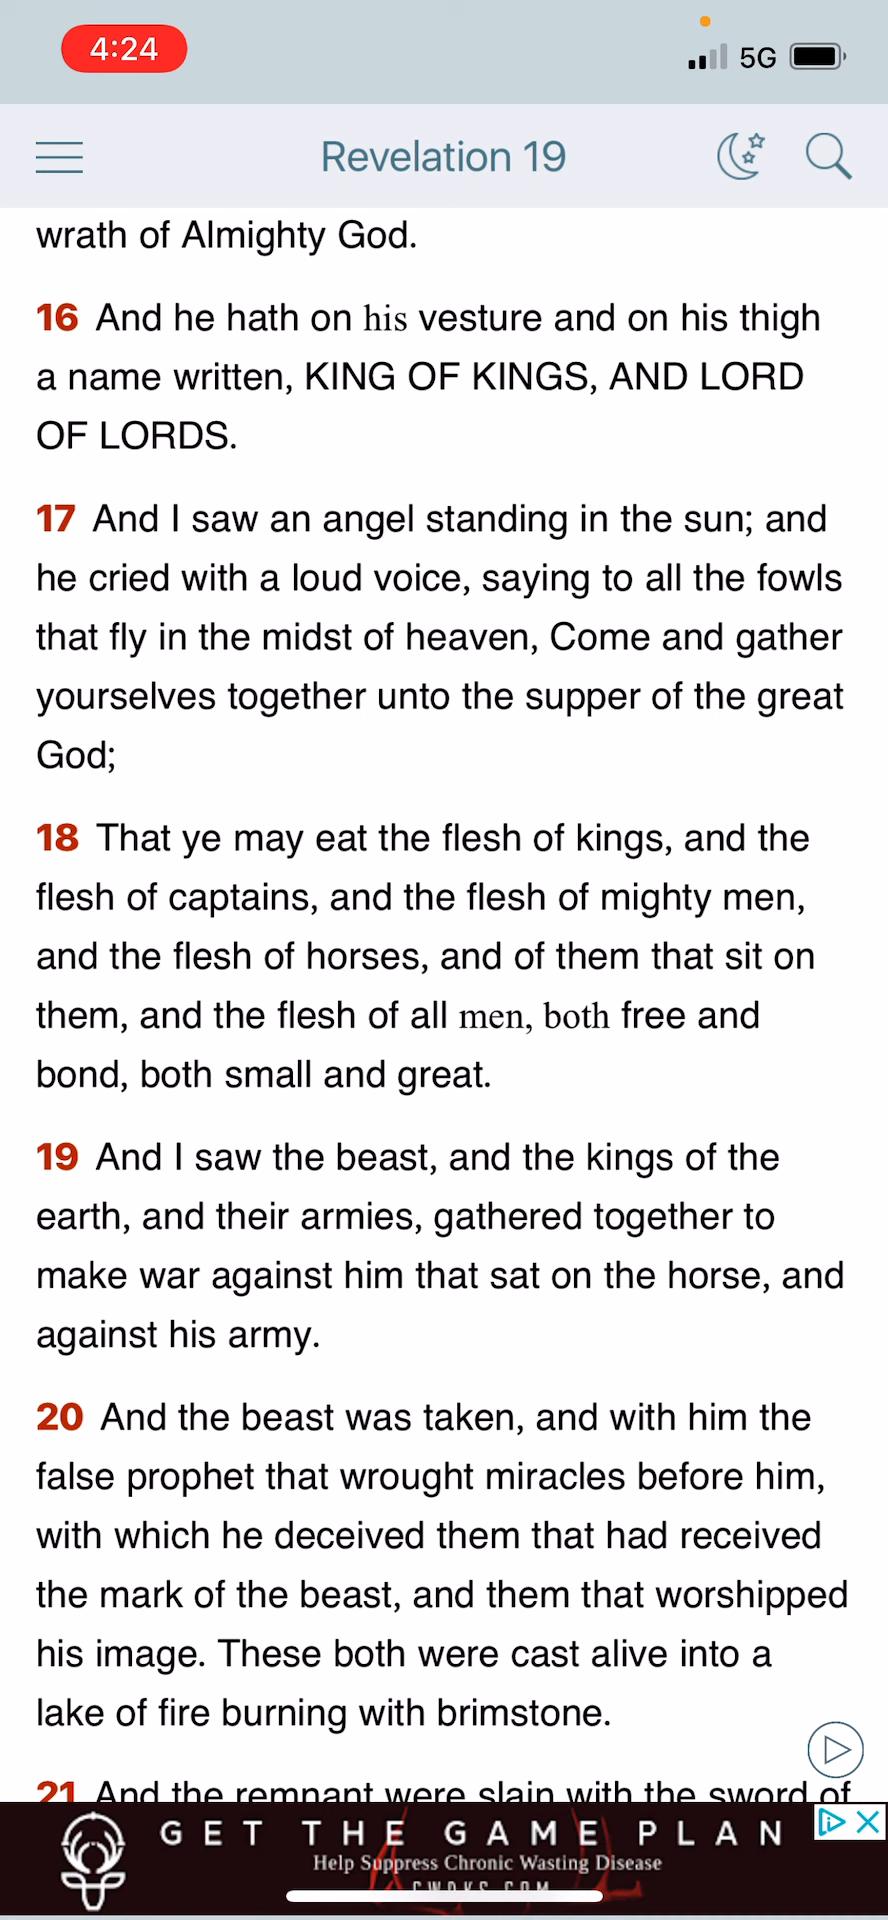 4:24
5G
Revelation 19
wrath of Almighty God.
16 And he hath on his vesture and on his thigh
a name written, KING OF KINGS, AND LORD
OF LORDS.
17 And I saw an angel standing in the sun; and
he cried with a loud voice, saying to all the fowls
that fly in the midst of heaven, Come and gather
yourselves together unto the supper of the great
God;
18 That ye may eat the flesh of kings, and the
flesh of captains, and the flesh of mighty men,
and the flesh of horses, and of them that sit on
them, and the flesh of all men, both free and
bond, both small and great.
19 And I saw the beast, and the kings of the
earth, and their armies, gathered together to
make war against him that sat on the horse, and
against his army.
20 And the beast was taken, and with him the
false prophet that wrought miracles before him,
with which he deceived them that had received
the mark of the beast, and them that worshipped
his image. These both were cast alive into a
lake of fire burning with brimstone.
21 And the remnant were slain with the sword of
GET THE GAME PLAN
Help Suppress Chronic Wasting Disease